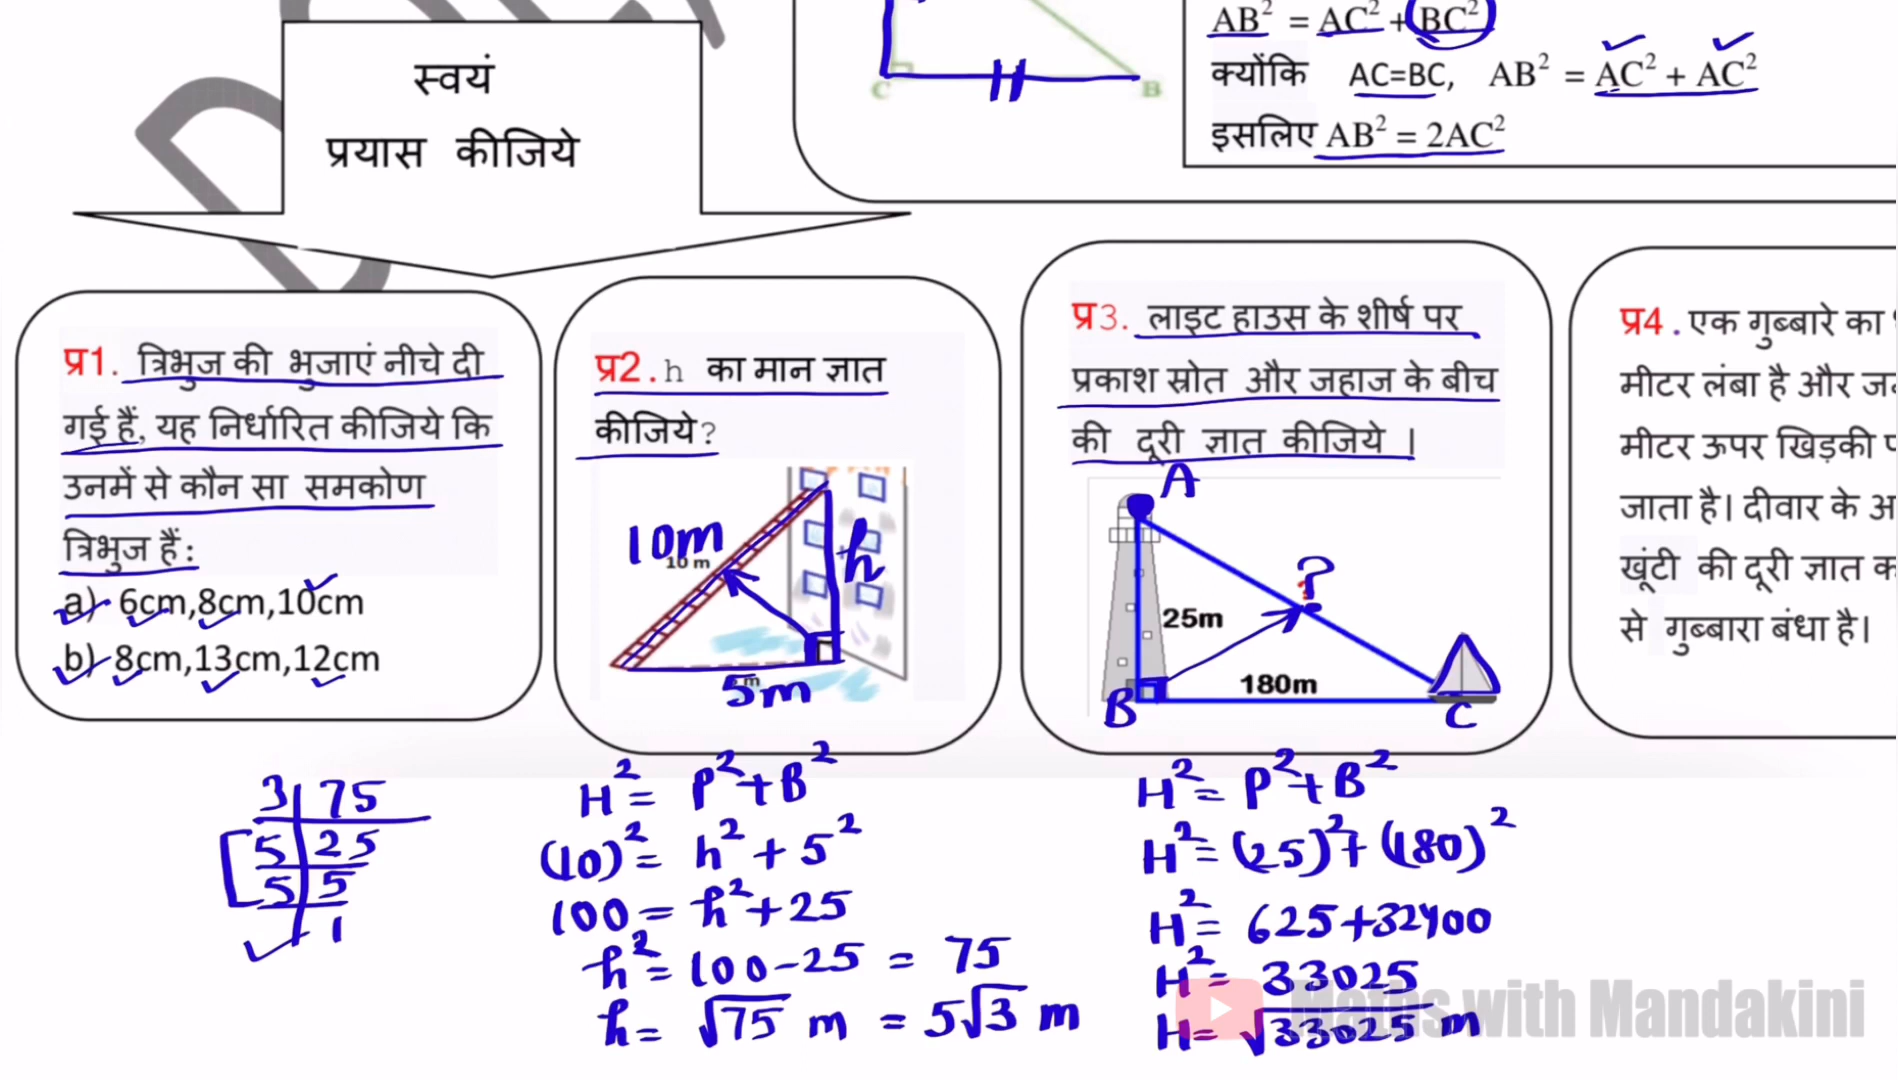 AB² = AC² + BC²
क्योंकि AC=BC, AB² = AC² + AC²
इसलिए AB² = 2AC²
C
B
स्वयं
प्रयास कीजिये
प्र1. त्रिभुज की भुजाएं नीचे दी
गई हैं, यह निर्धारित कीजिये कि
उनमें से कौन सा समकोण
त्रिभुज हैं:
a) 6cm,8cm,10cm
b) 8cm,13cm,12cm
प्र2. h का मान ज्ञात
कीजिये?
10m
10 m
h
5m
प्र3. लाइट हाउस के शीर्ष पर
प्रकाश स्रोत और जहाज के बीच
की दूरी ज्ञात कीजिये ।
A
?
25m
180m
B
C
प्र4 . एक गुब्बारे का
मीटर लंबा है और
मीटर ऊपर खिड़की
जाता है। दीवार के
खूंटी की दूरी ज्ञात
से गुब्बारा बंधा है।
3 75
5 25
5 5
1
H² = P² + B²
(10)² = h² + 5²
100 = h² + 25
h² = 100 - 25 = 75
h = √75 m = 5√3 m
H² = P² + B²
H² = (25)² + (180)²
H² = 625 + 32400
H² = 33025
H = √33025 m
Maths with Mandakini